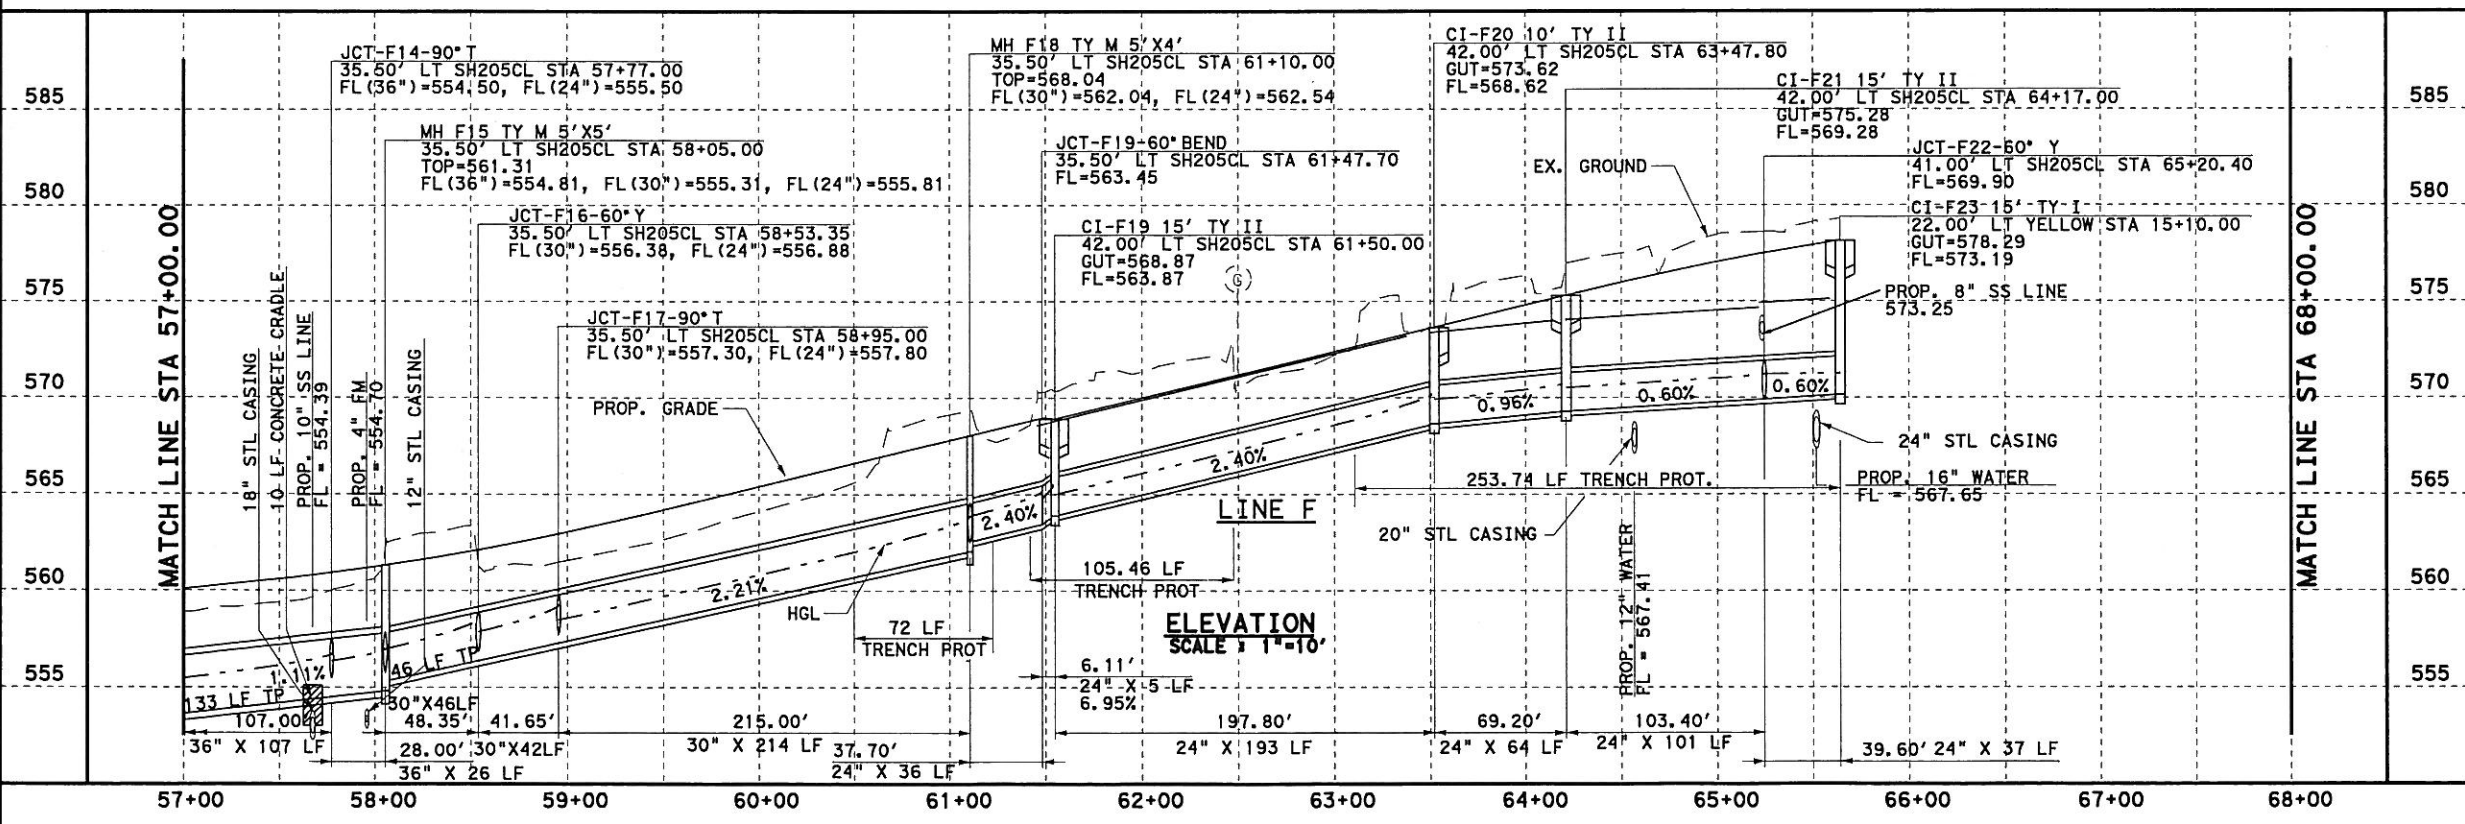 JCT-F14-90° T
35.50' LT SH205CL STA 57+77.00
FL(36")=554.50, FL(24")=555.50
MH F15 TY M 5'X5'
35.50' LT SH205CL STA 58+05.00
TOP=561.31
FL(36")=554.81, FL(30")=555.31, FL(24")=555.81
JCT-F16-60° Y
35.50' LT SH205CL STA 58+53.35
FL(30")=556.38, FL(24")=556.88
JCT-F17-90° T
35.50' LT SH205CL STA 58+95.00
FL(30")=557.30, FL(24")=557.80
MH F18 TY M 5'X4'
35.50' LT SH205CL STA 61+10.00
TOP=568.04
FL(30")=562.04, FL(24")=562.54
JCT-F19-60° BEND
35.50' LT SH205CL STA 61+47.70
FL=563.45
CI-F19 15' TY II
42.00' LT SH205CL STA 61+50.00
GUT=568.87
FL=563.87
G
CI-F20 10' TY II
42.00' LT SH205CL STA 63+47.80
GUT=573.62
FL=568.62
CI-F21 15' TY II
42.00' LT SH205CL STA 64+17.00
GUT=575.28
FL=569.28
JCT-F22-60° Y
41.00' LT SH205CL STA 65+20.40
FL=569.90
CI-F23 15' TY I
22.00' LT YELLOW STA 15+10.00
GUT=578.29
FL=573.19
EX. GROUND
PROP. 8" SS LINE
573.25
585
580
575
570
565
560
555
MATCH LINE STA 57+00.00
18" STL CASING
10 LF CONCRETE CRADLE
PROP. 10" SS LINE
FL = 554.39
PROP. 4" FM
FL = 554.70
12" STL CASING
PROP. GRADE
HGL
1.11%
2.21%
2.40%
2.40%
0.96%
0.60%
0.60%
133 LF TP
46 LF TP
LINE F
ELEVATION
SCALE : 1"=10'
72 LF
TRENCH PROT
105.46 LF
TRENCH PROT
253.74 LF TRENCH PROT.
20" STL CASING
PROP. 12" WATER
FL = 567.41
24" STL CASING
PROP. 16" WATER
FL = 567.65
MATCH LINE STA 68+00.00
585
580
575
570
565
560
555
107.00'
36" X 107 LF
28.00'
36" X 26 LF
30"X46LF
48.35'
41.65'
30"X42LF
215.00'
30" X 214 LF
37.70'
24" X 36 LF
6.11'
24" X 5 LF
6.95%
197.80'
24" X 193 LF
69.20'
24" X 64 LF
103.40'
24" X 101 LF
39.60' 24" X 37 LF
57+00
58+00
59+00
60+00
61+00
62+00
63+00
64+00
65+00
66+00
67+00
68+00